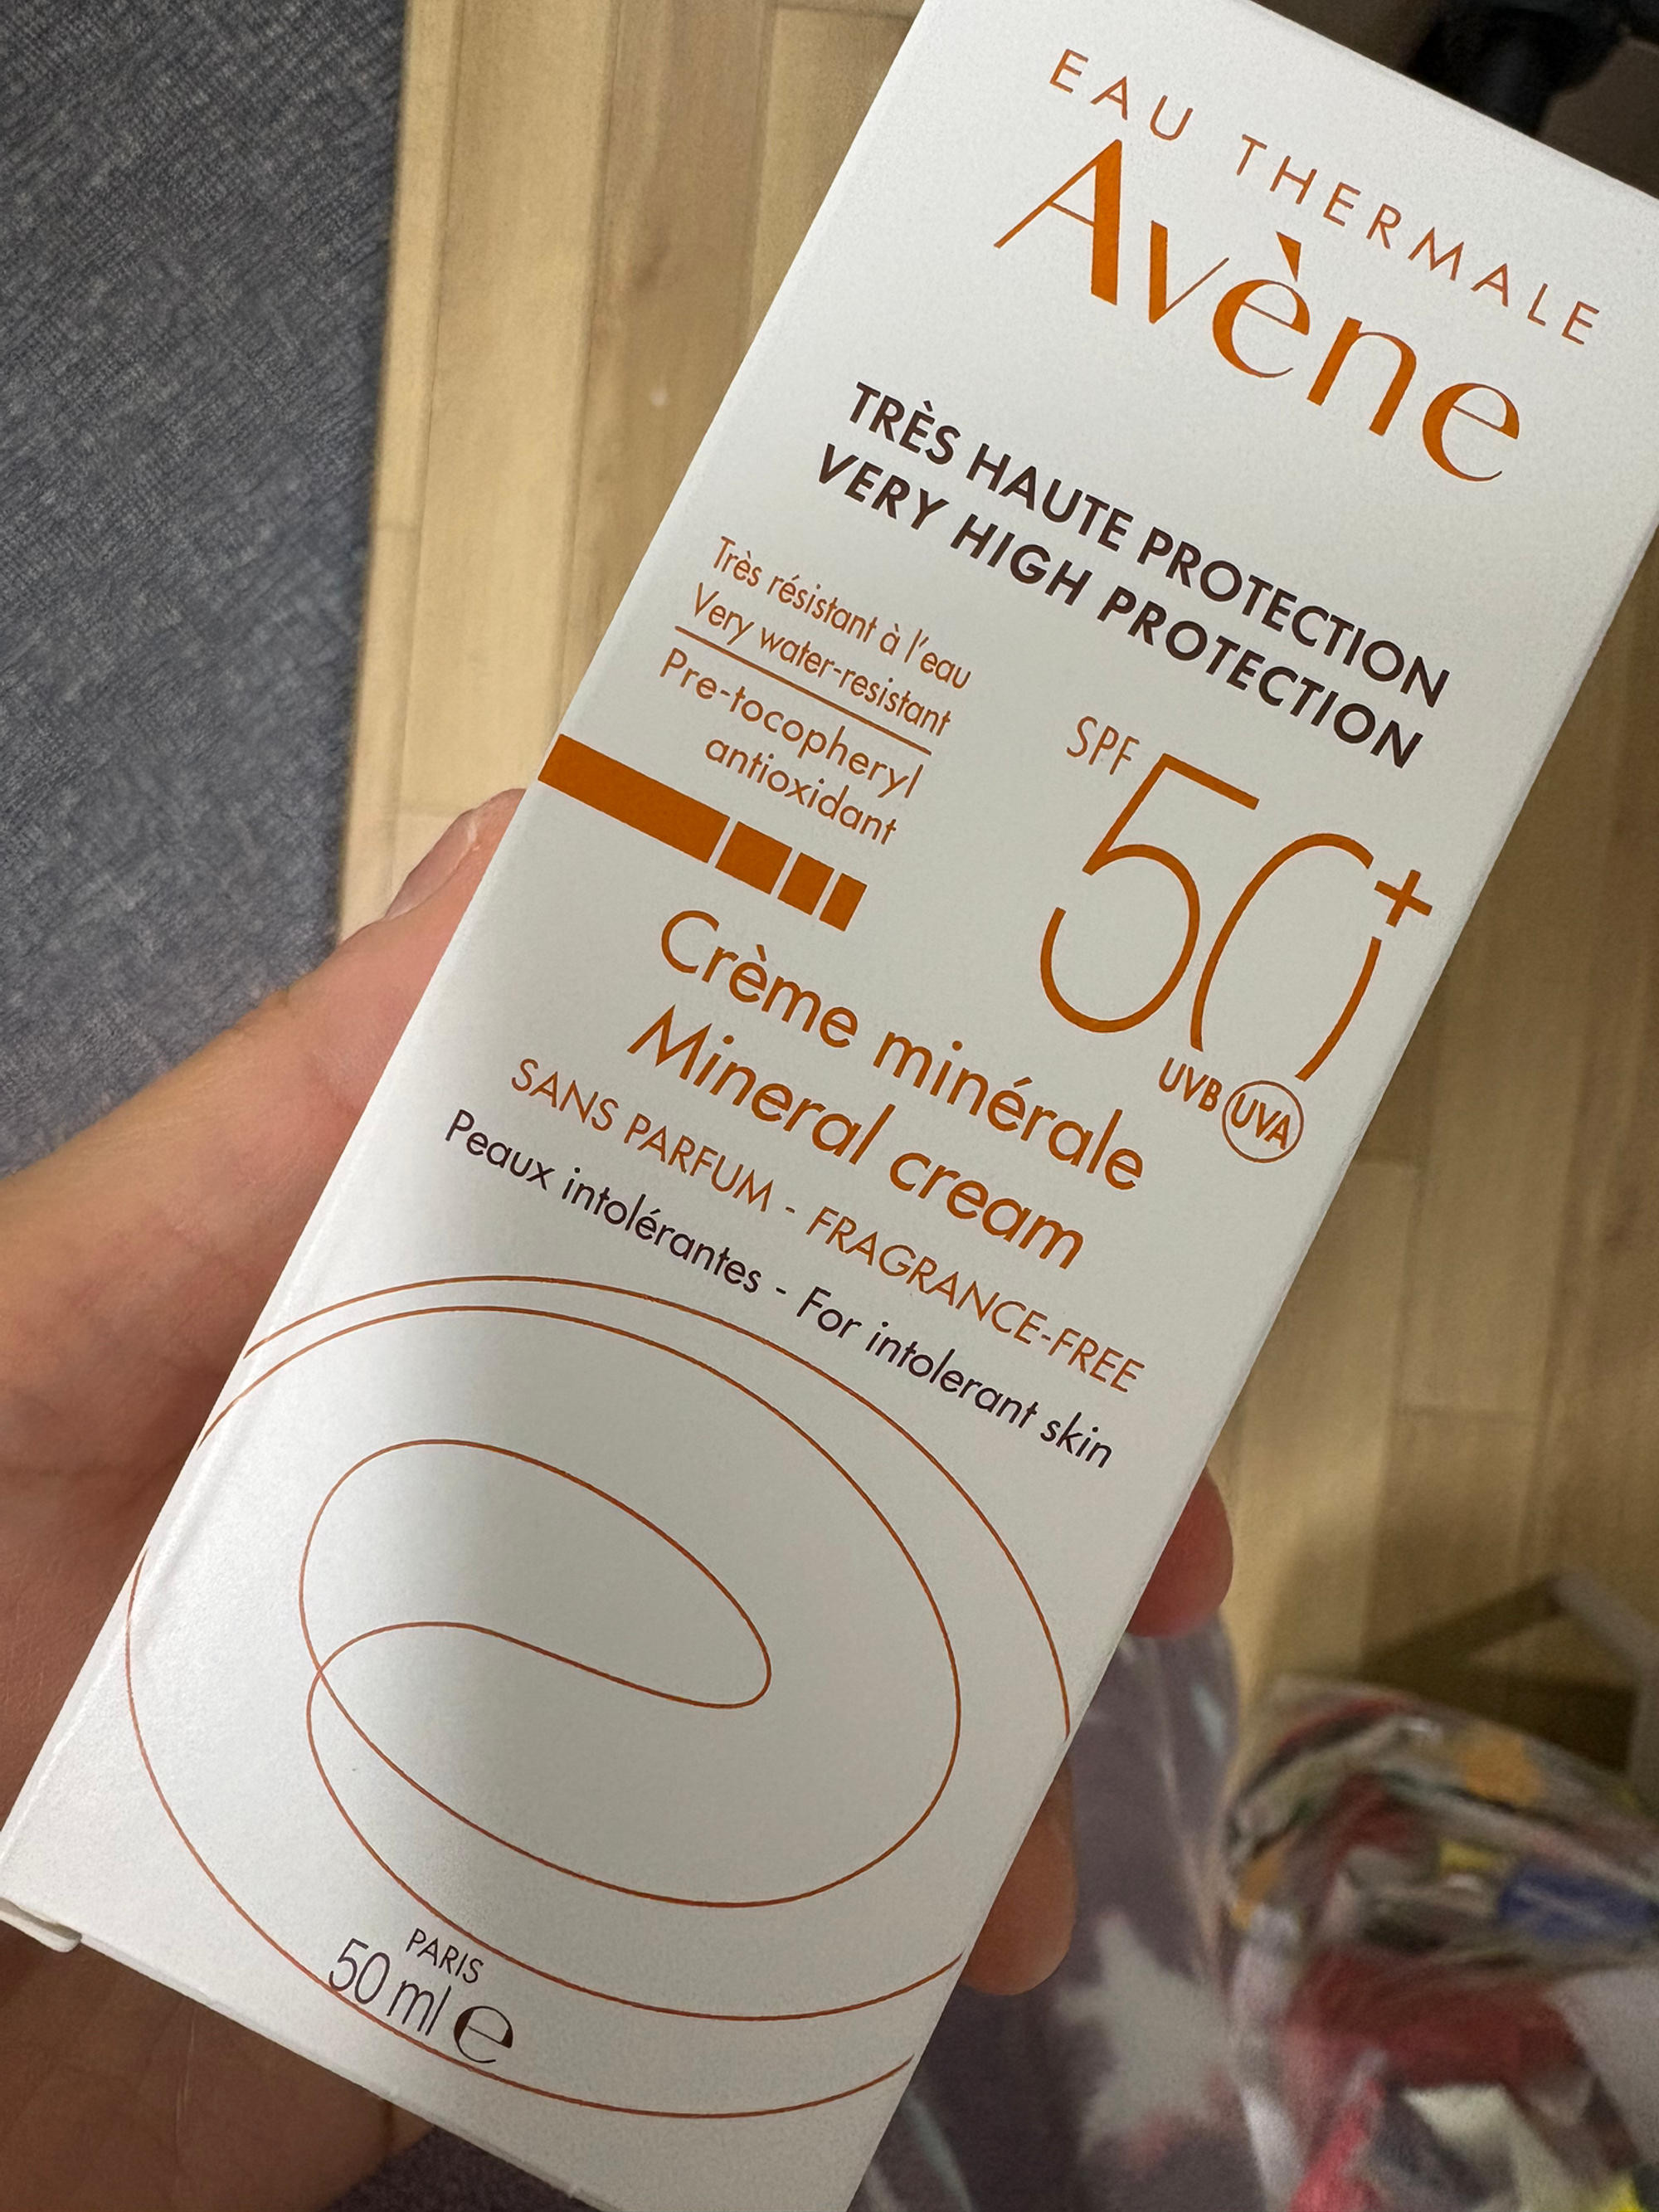 EAU THERMALE
Avène
TRÈS HAUTE PROTECTION
VERY HIGH PROTECTION
Très résistant à l'eau
Very water-resistant
Pre-tocopheryl
antioxidant
SPF
50+
UVB UVA
Crème minérale
Mineral cream
SANS PARFUM - FRAGRANCE-FREE
Peaux intolérantes - For intolerant skin
PARIS
50 ml e